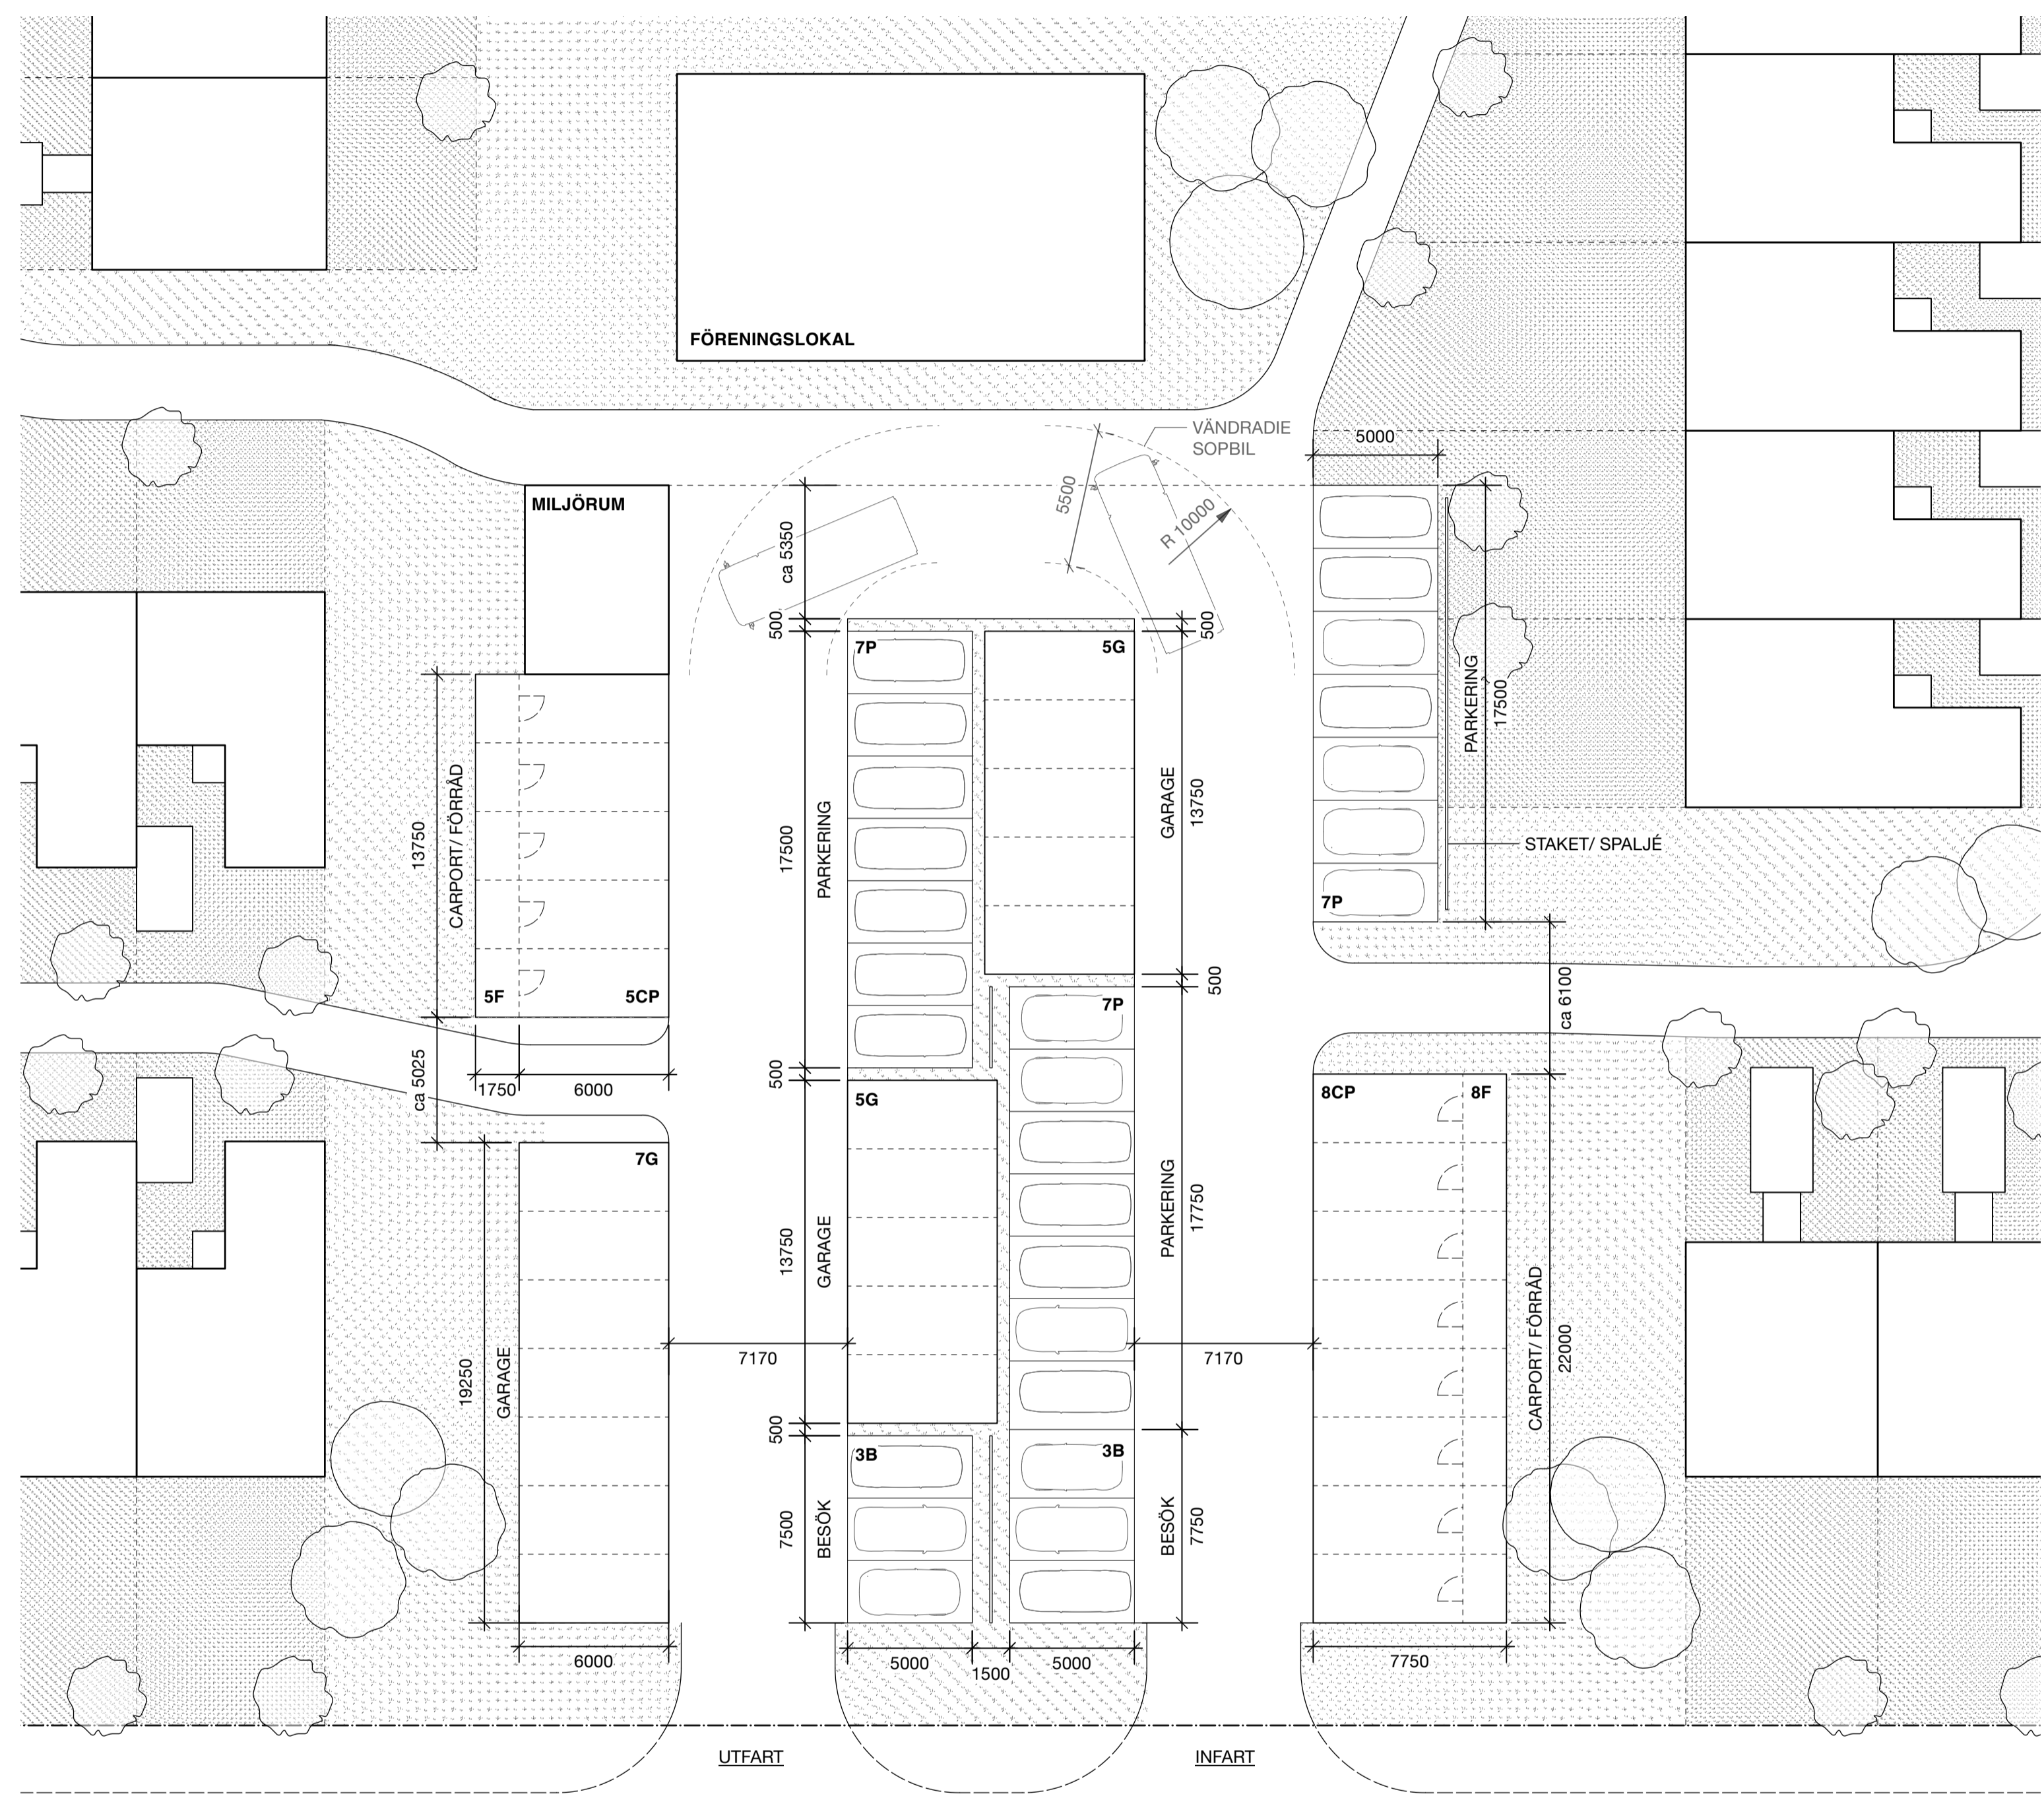 FÖRENINGSLOKAL
VÄNDRADIE
SOPBIL
5000
MILJÖRUM
5500
R 10000
ca 5350
500
500
7P
5G
PARKERING
17500
CARPORT/ FÖRRÅD
13750
17500
PARKERING
GARAGE
13750
STAKET/ SPALJÉ
7P
5F
5CP
500
7P
ca 6100
1750
6000
ca 5025
500
5G
8CP
8F
7G
13750
GARAGE
PARKERING
17750
7170
7170
19250
GARAGE
CARPORT/ FÖRRÅD
22000
500
3B
3B
7500
BESÖK
BESÖK
7750
6000
5000
1500
5000
7750
UTFART
INFART